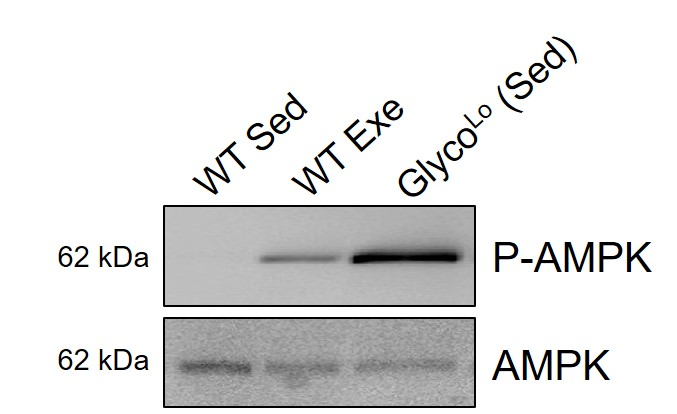 WT Sed
WT Exe
Glycoᴸᵒ (Sed)
62 kDa
P-AMPK
62 kDa
AMPK